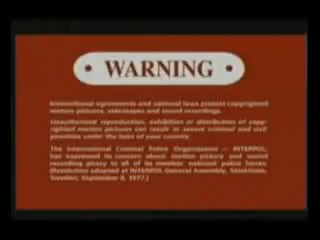 WARNING
International agreements and national laws protect copyrighted
motion pictures, videotapes and sound recordings.
Unauthorized reproduction, exhibition or distribution of copy-
righted motion pictures can result in severe criminal and civil
penalties under the laws of your country.
The International Criminal Police Organization — INTERPOL,
has expressed its concern about motion picture and sound
recording piracy to all of its member national police forces.
(Resolution adopted at INTERPOL General Assembly, Stockholm,
Sweden, September 8, 1977.)